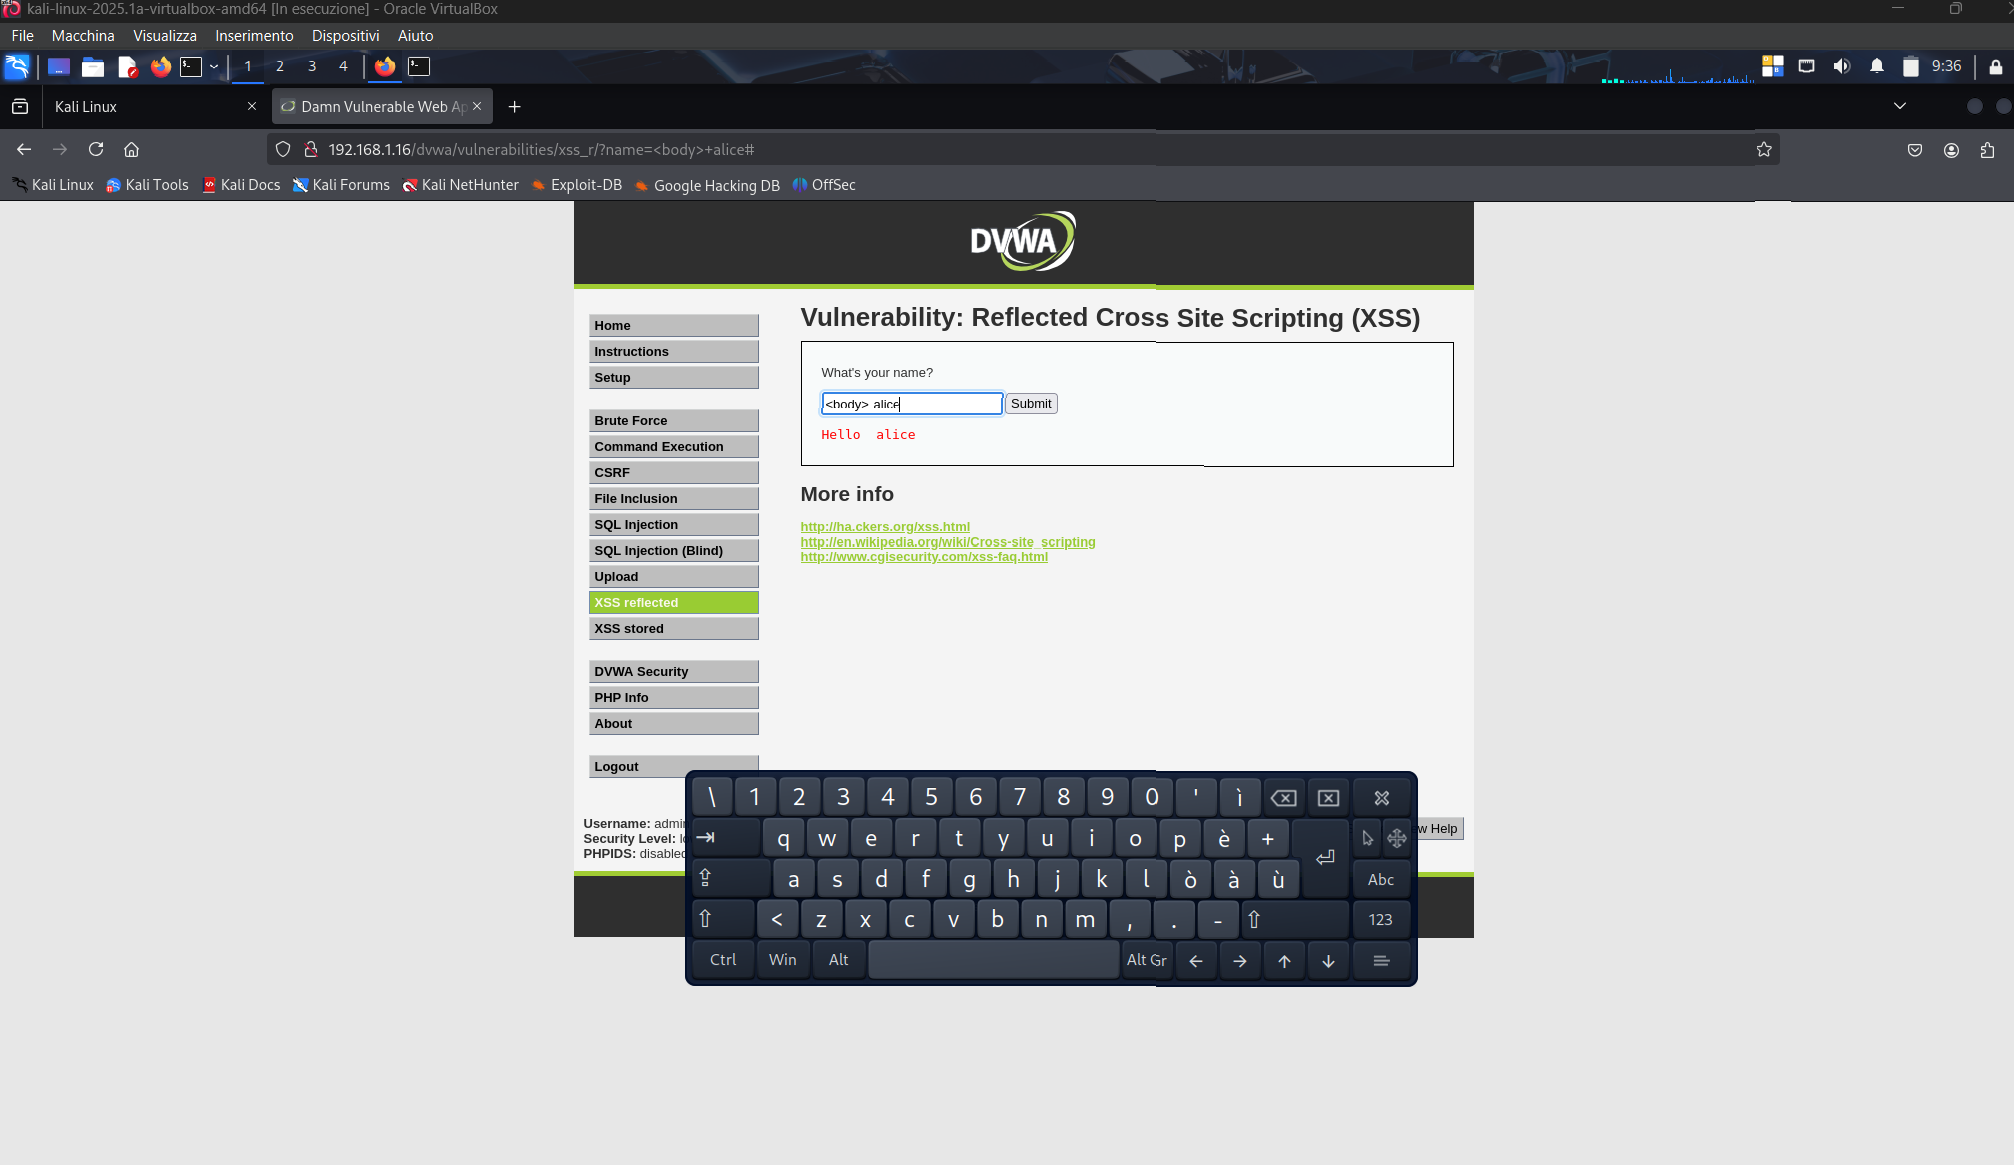 kali-linux-2025.1a-virtualbox-amd64 [In esecuzione] - Oracle VirtualBox
File Macchina Visualizza Inserimento Dispositivi Aiuto
1 2 3 4 9:36
Kali Linux Damn Vulnerable Web Ap
192.168.1.16/dvwa/vulnerabilities/xss_r/?name=<body>+alice#
Kali Linux Kali Tools Kali Docs Kali Forums Kali NetHunter Exploit-DB Google Hacking DB OffSec
DVWA
Vulnerability: Reflected Cross Site Scripting (XSS)
What's your name?
<body> alice Submit
Hello alice
More info
http://ha.ckers.org/xss.html
http://en.wikipedia.org/wiki/Cross-site_scripting
http://www.cgisecurity.com/xss-faq.html
Home
Instructions
Setup
Brute Force
Command Execution
CSRF
File Inclusion
SQL Injection
SQL Injection (Blind)
Upload
XSS reflected
XSS stored
DVWA Security
PHP Info
About
Logout
Username: admin
Security Level:
PHPIDS: disabled
w Help
\ 1 2 3 4 5 6 7 8 9 0 ' ì
q w e r t y u i o p è +
a s d f g h j k l ò à ù Abc
< z x c v b n m , . - 123
Ctrl Win Alt Alt Gr